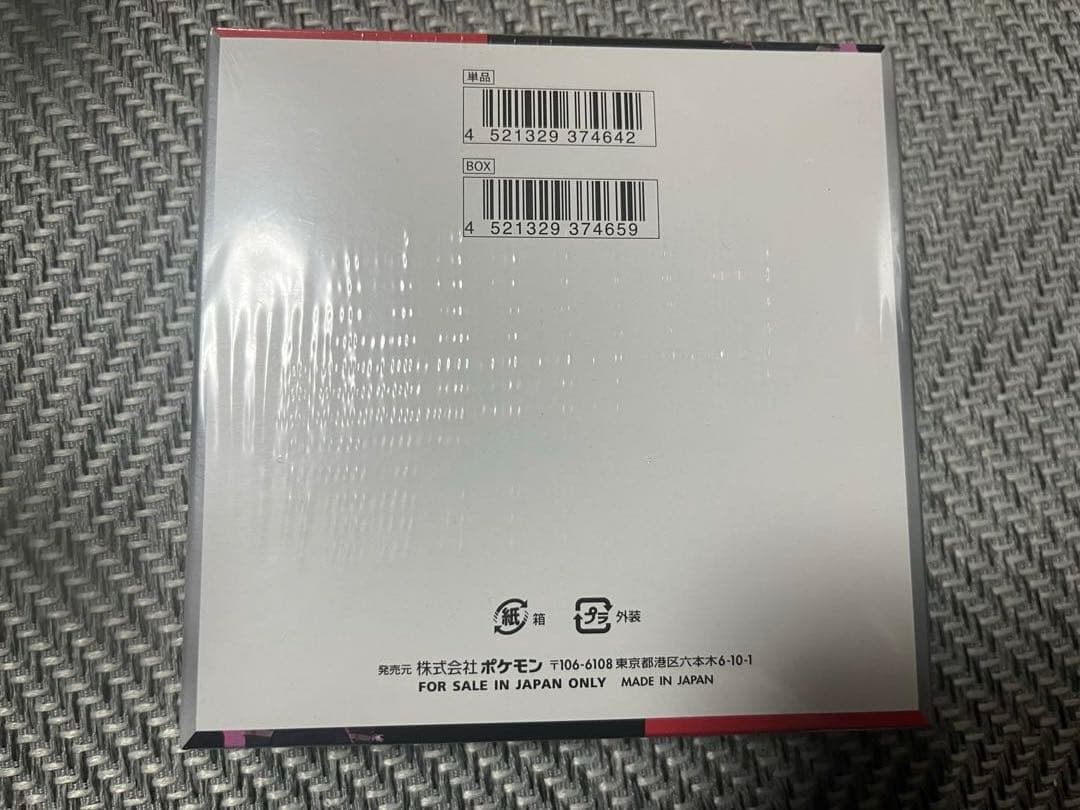 単品
4 521329 374642
BOX
4 521329 374659
紙 箱 プラ 外装
発売元 株式会社 ポケモン 〒106-6108 東京都港区六本木6-10-1
FOR SALE IN JAPAN ONLY MADE IN JAPAN